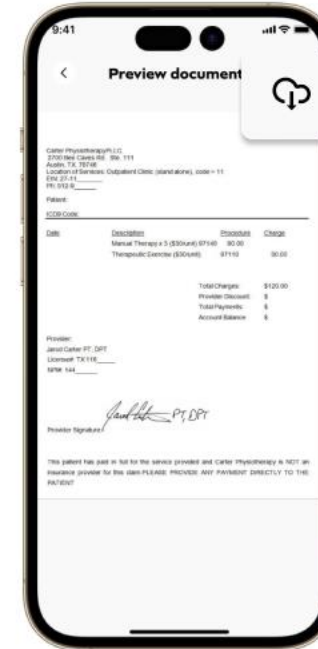 9:41
Preview document
Carter Physiotherapy PLLC
3700 Bee Caves Rd. Ste. 111
Austin, TX, 78746
Location of Services: Outpatient Clinic (stand alone), code = 11
EIN: 27-11
PH: 512-
Patient:
ICD9 Code:
Date: Description Procedure Charge
Manual Therapy x 3 ($30/unit) 97140 90.00
Therapeutic Exercise ($30/unit) 97110 30.00
Total Charges: $120.00
Provider Discount: $
Total Payments: $
Account Balance: $
Provider:
Jarod Carter PT, DPT
License# TX 116
NPI#: 144
PT, DPT
Provider Signature:
This patient has paid in full for the service provided and Carter Physiotherapy is NOT an
insurance provider for this claim PLEASE PROVIDE ANY PAYMENT DIRECTLY TO THE
PATIENT